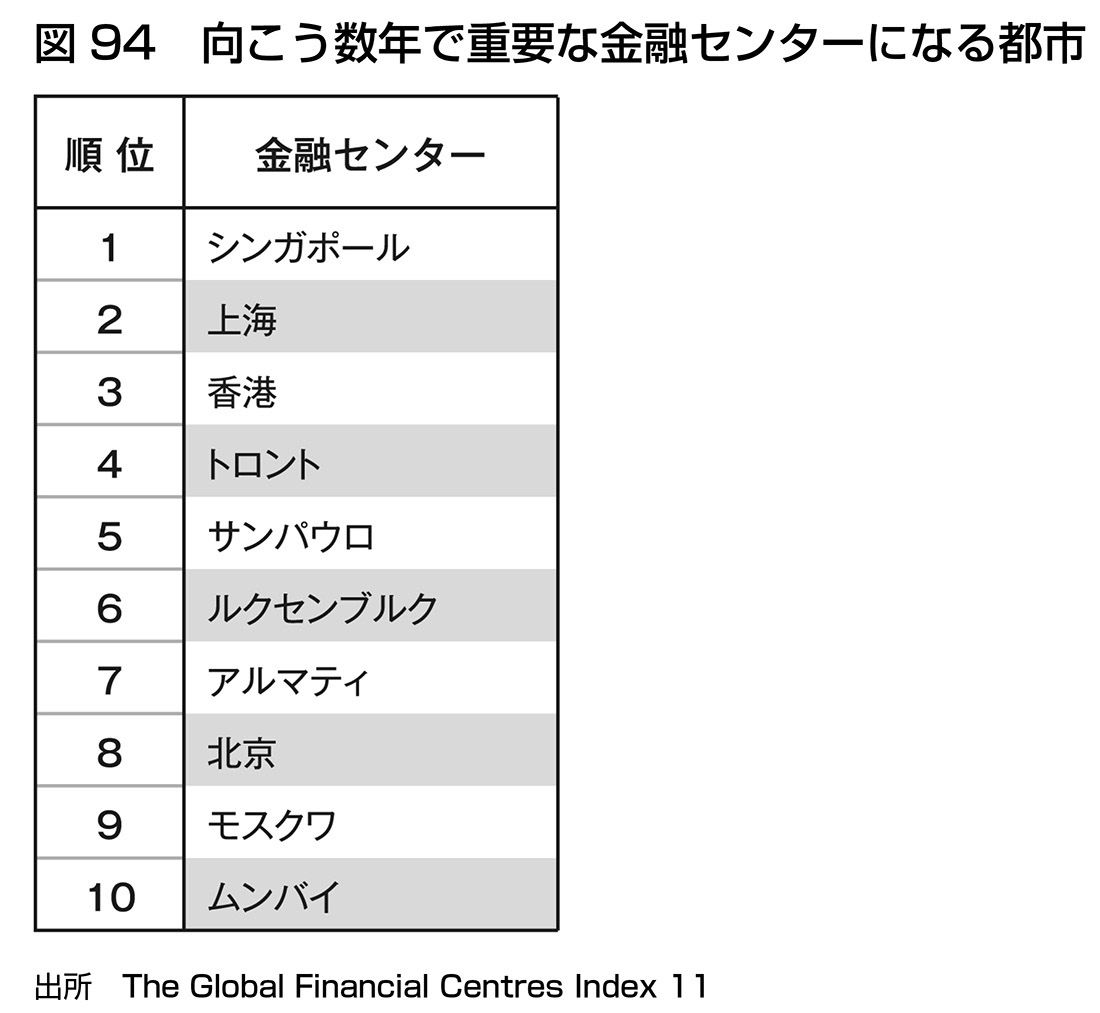 図 94　向こう数年で重要な金融センターになる都市
順 位　金融センター
1　シンガポール
2　上海
3　香港
4　トロント
5　サンパウロ
6　ルクセンブルク
7　アルマティ
8　北京
9　モスクワ
10　ムンバイ
出所　The Global Financial Centres Index 11